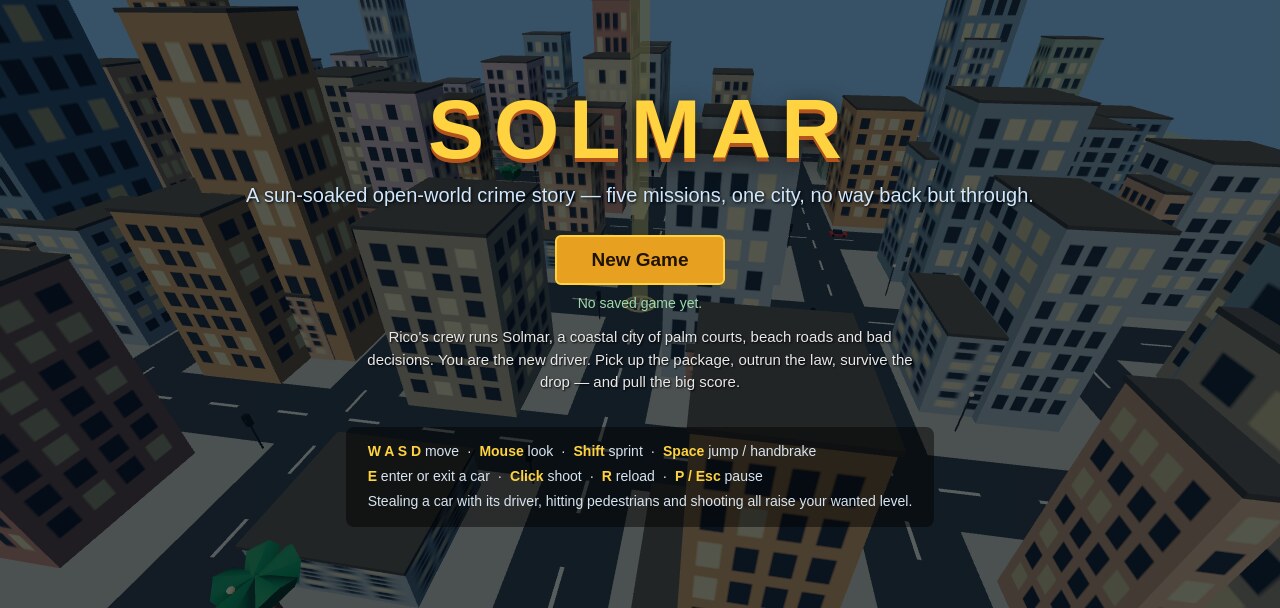 SOLMAR
A sun-soaked open-world crime story — five missions, one city, no way back but through.
New Game
No saved game yet.
Rico's crew runs Solmar, a coastal city of palm courts, beach roads and bad
decisions. You are the new driver. Pick up the package, outrun the law, survive the
drop — and pull the big score.
W A S D move · Mouse look · Shift sprint · Space jump / handbrake
E enter or exit a car · Click shoot · R reload · P / Esc pause
Stealing a car with its driver, hitting pedestrians and shooting all raise your wanted level.